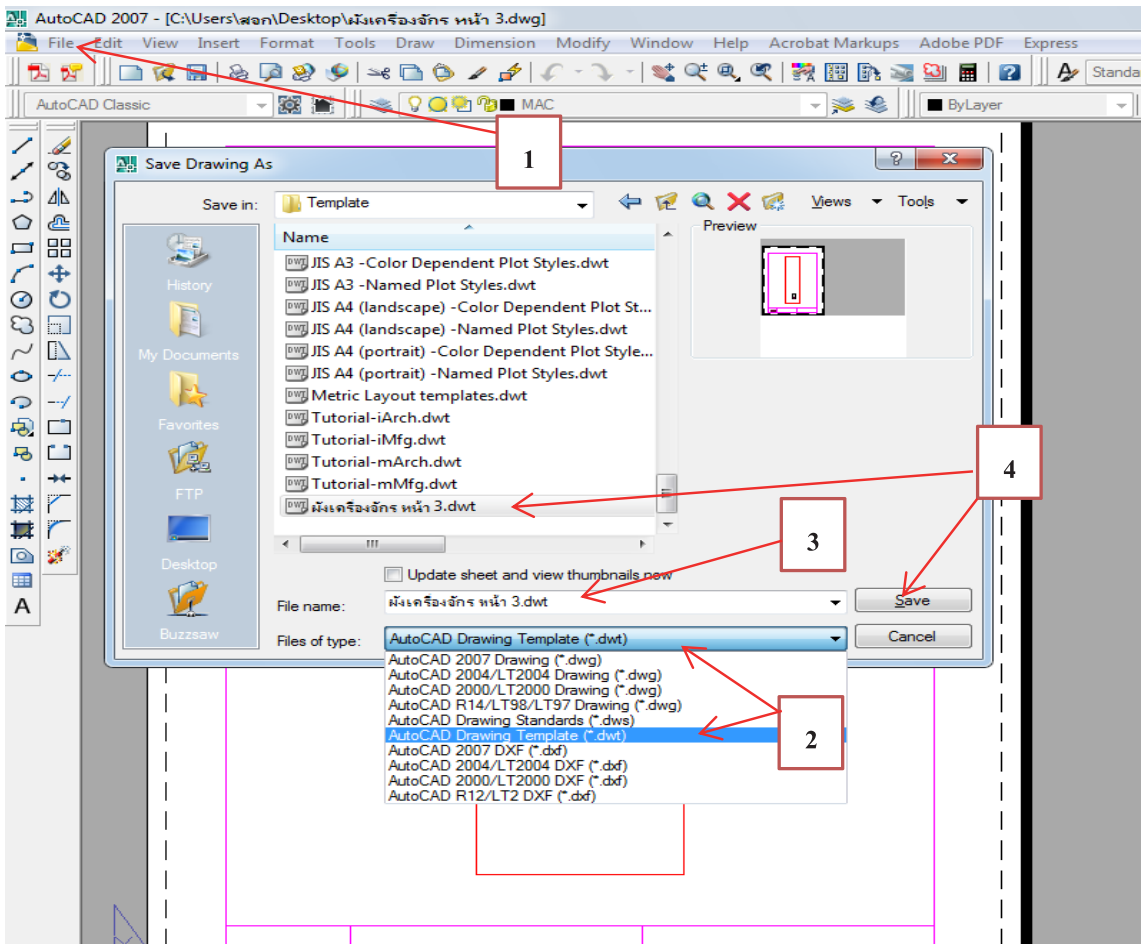 AutoCAD 2007 - [C:\Users\สอก\Desktop\ผังเครื่องจักร หน้า 3.dwg]
File Edit View Insert Format Tools Draw Dimension Modify Window Help Acrobat Markups Adobe PDF Express
Standa
AutoCAD Classic MAC ByLayer
1
Save Drawing As
Save in: Template Views Tools
Name
Preview
JIS A3 -Color Dependent Plot Styles.dwt
JIS A3 -Named Plot Styles.dwt
JIS A4 (landscape) -Color Dependent Plot St...
JIS A4 (landscape) -Named Plot Styles.dwt
JIS A4 (portrait) -Color Dependent Plot Style...
JIS A4 (portrait) -Named Plot Styles.dwt
Metric Layout templates.dwt
Tutorial-iArch.dwt
Tutorial-iMfg.dwt
Tutorial-mArch.dwt
Tutorial-mMfg.dwt
ผังเครื่องจักร หน้า 3.dwt
History
My Documents
Favorites
FTP
Desktop
Buzzsaw
4
3
Update sheet and view thumbnails now
File name: ผังเครื่องจักร หน้า 3.dwt Save
Files of type: AutoCAD Drawing Template (*.dwt) Cancel
AutoCAD 2007 Drawing (*.dwg)
AutoCAD 2004/LT2004 Drawing (*.dwg)
AutoCAD 2000/LT2000 Drawing (*.dwg)
AutoCAD R14/LT98/LT97 Drawing (*.dwg)
AutoCAD Drawing Standards (*.dws)
AutoCAD Drawing Template (*.dwt)
AutoCAD 2007 DXF (*.dxf)
AutoCAD 2004/LT2004 DXF (*.dxf)
AutoCAD 2000/LT2000 DXF (*.dxf)
AutoCAD R12/LT2 DXF (*.dxf)
2
A